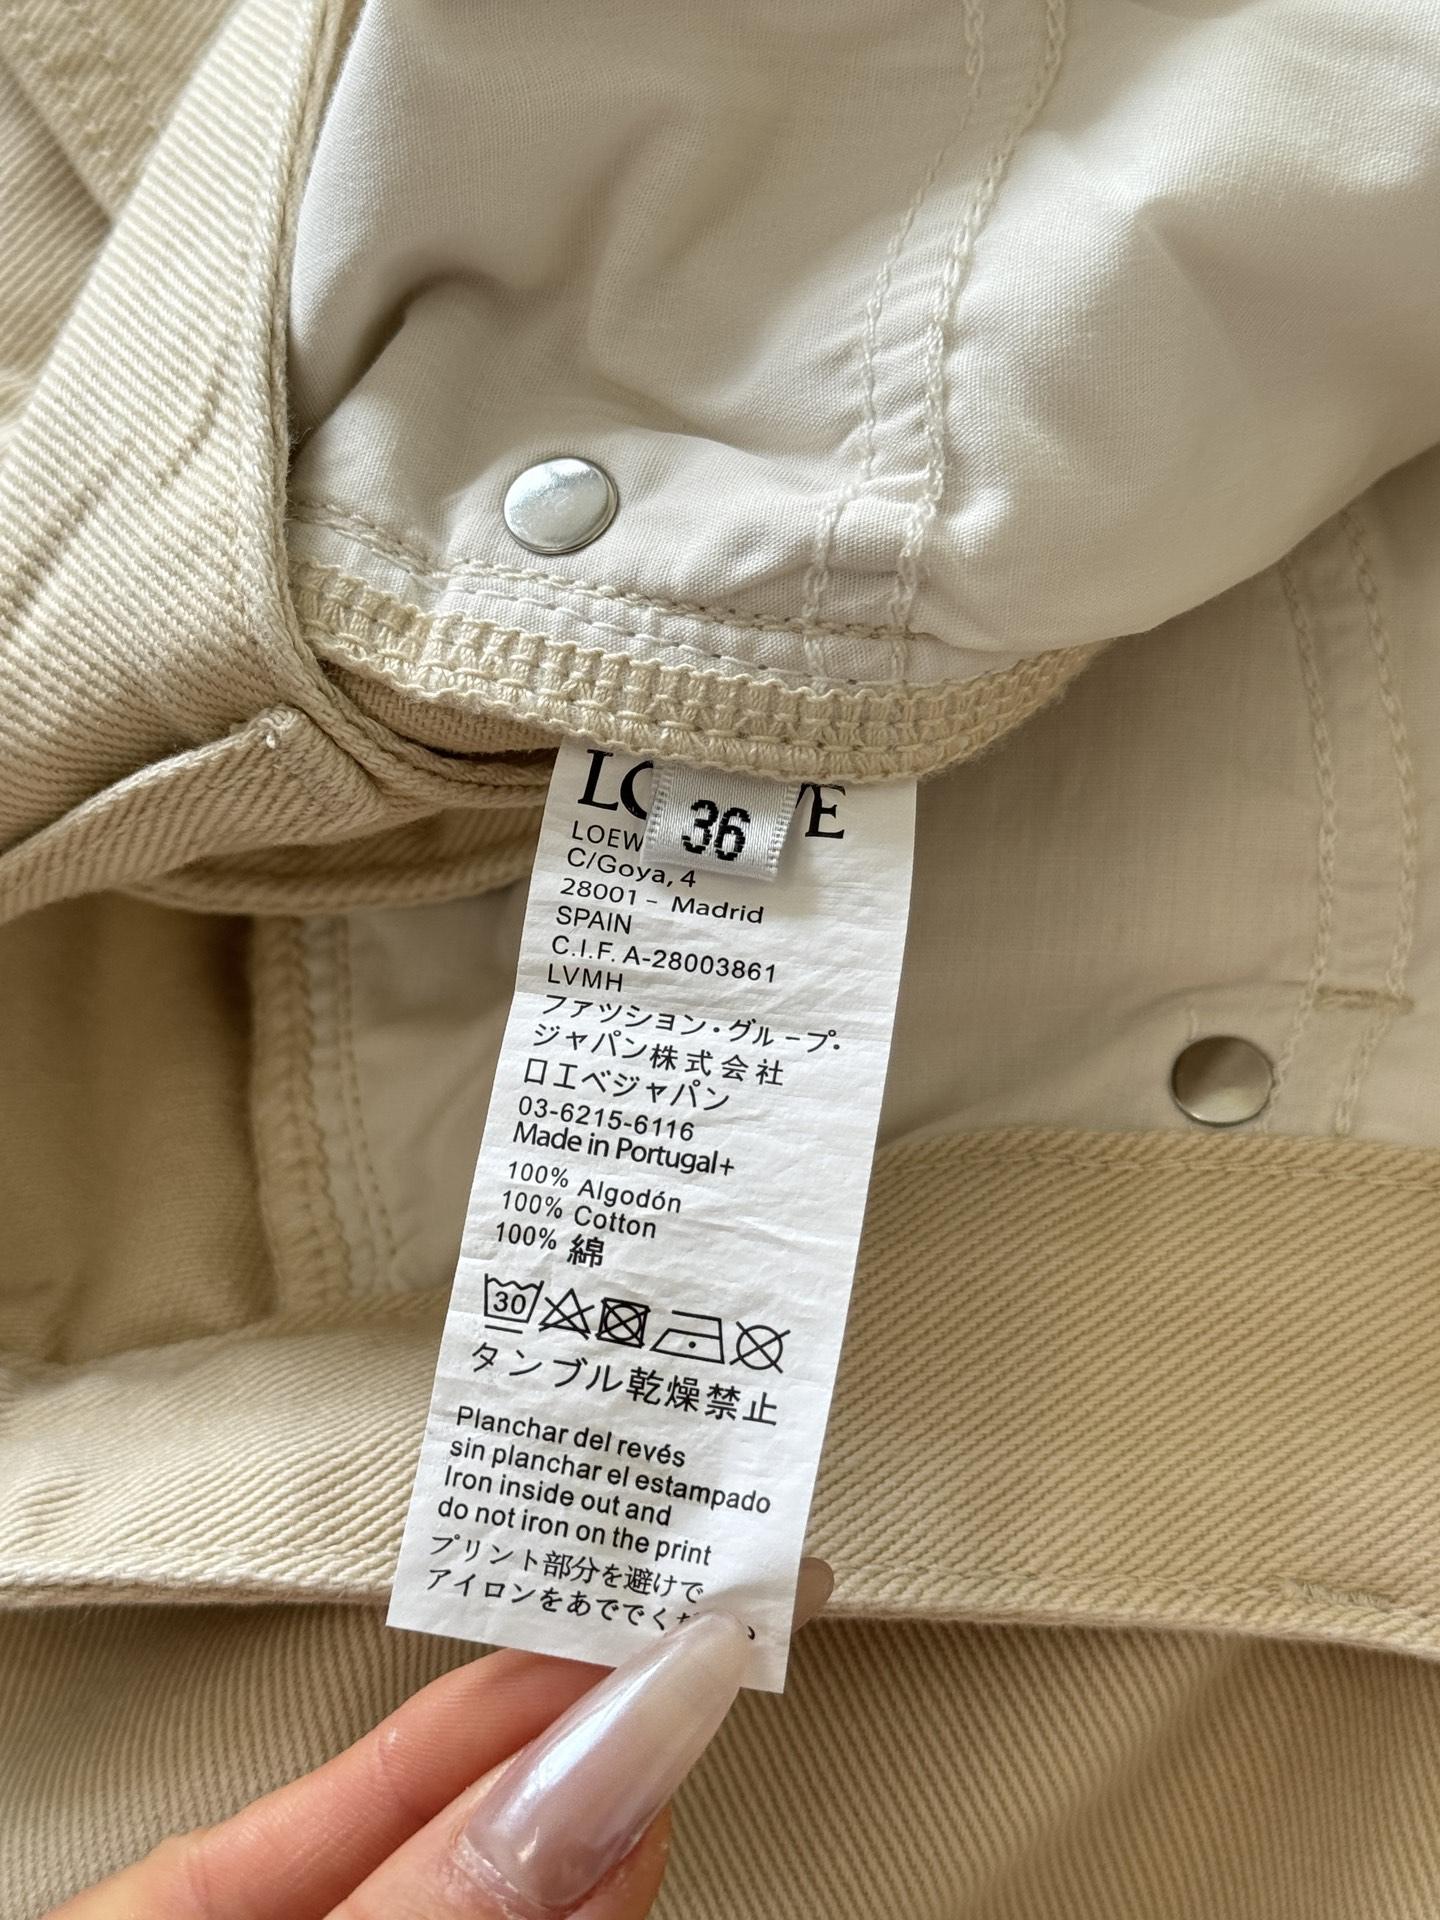 36
LOEW
C/Goya, 4
28001 - Madrid
SPAIN
C.I.F. A-28003861
LVMH
ファッション・グループ・
ジャパン株式会社
ロエベジャパン
03-6215-6116
Made in Portugal+
100% Algodón
100% Cotton
100% 綿
30
タンブル乾燥禁止
Planchar del revés
sin planchar el estampado
Iron inside out and
do not iron on the print
プリント部分を避けて
アイロンをあででく